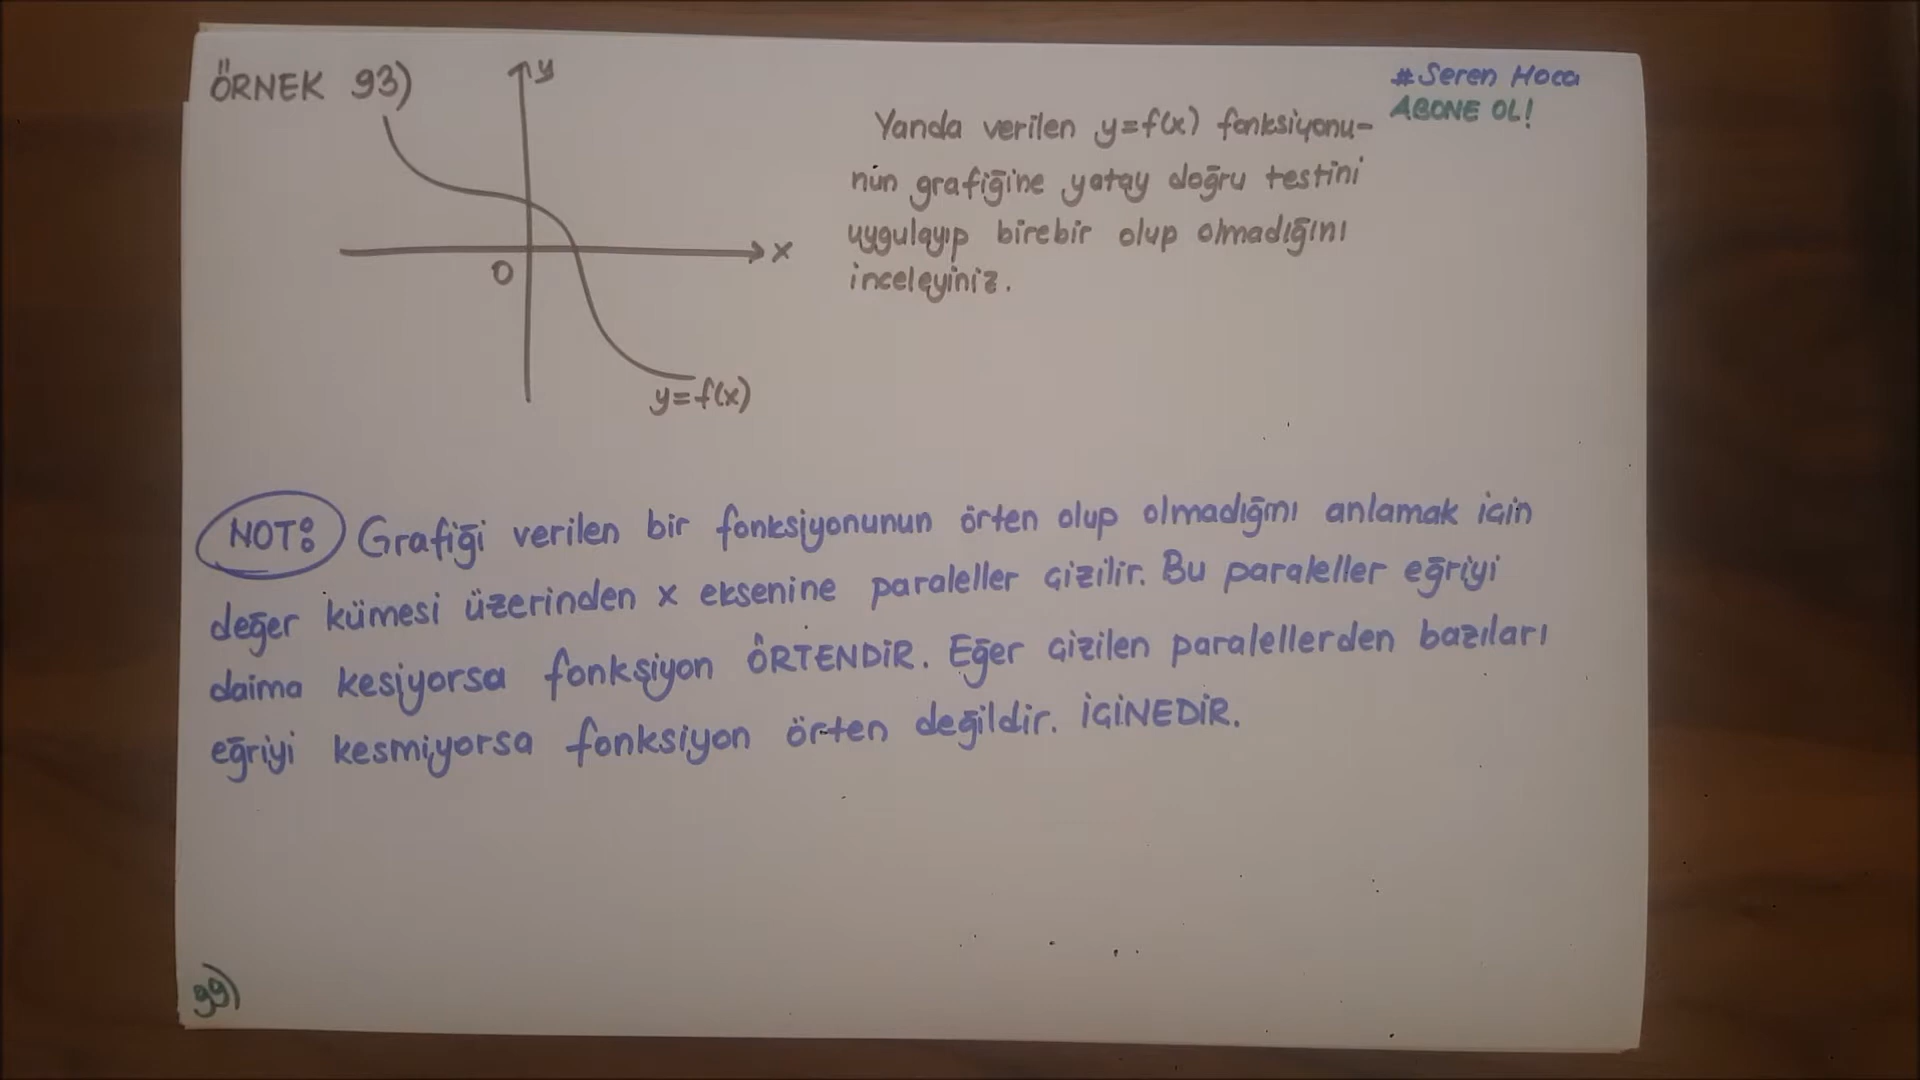 ÖRNEK 93)
y
x
0
y=f(x)
#Seren Hoca
ABONE OL!
Yanda verilen y=f(x) fonksiyonu-
nün grafiğine yatay doğru testini
uygulayıp birebir olup olmadığını
inceleyiniz.
NOT: Grafiği verilen bir fonksiyonunun örten olup olmadığını anlamak için
değer kümesi üzerinden x eksenine paraleller çizilir. Bu paraleller eğriyi
daima kesiyorsa fonksiyon ÖRTENDİR. Eğer çizilen paralellerden bazıları
eğriyi kesmiyorsa fonksiyon örten değildir. İÇİNEDİR.
99)